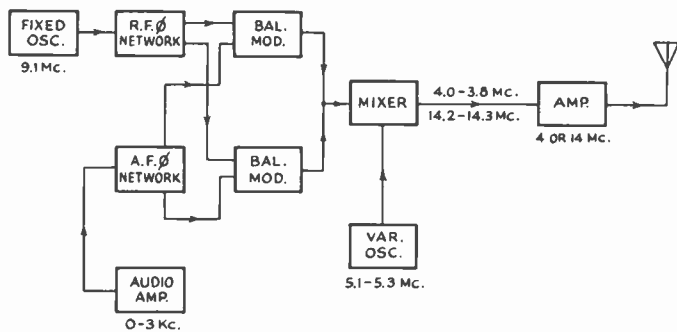 FIXED
OSC.
9.1 Mc.
R.F. Ø
NETWORK
BAL.
MOD.
MIXER
4.0-3.8 Mc.
14.2-14.3 Mc.
AMP.
4 OR 14 Mc.
A.F. Ø
NETWORK
BAL.
MOD.
VAR.
OSC.
5.1-5.3 Mc.
AUDIO
AMP.
0-3 Kc.